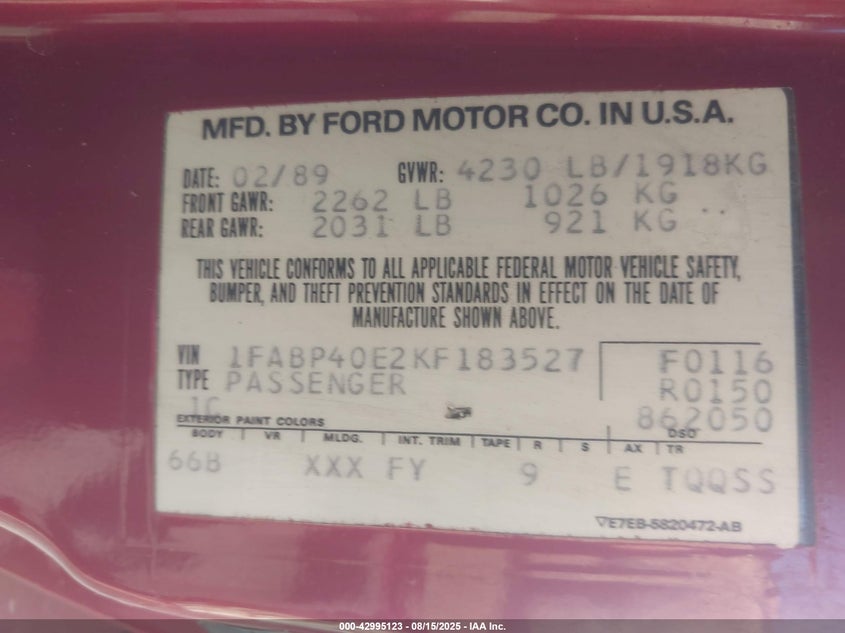 MFD. BY FORD MOTOR CO. IN U.S.A.
DATE: 02/89 GVWR: 4230 LB/1918KG
FRONT GAWR: 2262 LB 1026 KG
REAR GAWR: 2031 LB 921 KG
THIS VEHICLE CONFORMS TO ALL APPLICABLE FEDERAL MOTOR VEHICLE SAFETY,
BUMPER, AND THEFT PREVENTION STANDARDS IN EFFECT ON THE DATE OF
MANUFACTURE SHOWN ABOVE.
VIN 1FABP40E2KF183527 F0116
TYPE PASSENGER R0150
1C 862050
EXTERIOR PAINT COLORS DSO
BODY VR MLDG. INT. TRIM TAPE R S AX TR
66B XXX FY 9 E TQQSS
E7EB-5820472-AB
000-42995123 - 08/15/2025 - IAA Inc.